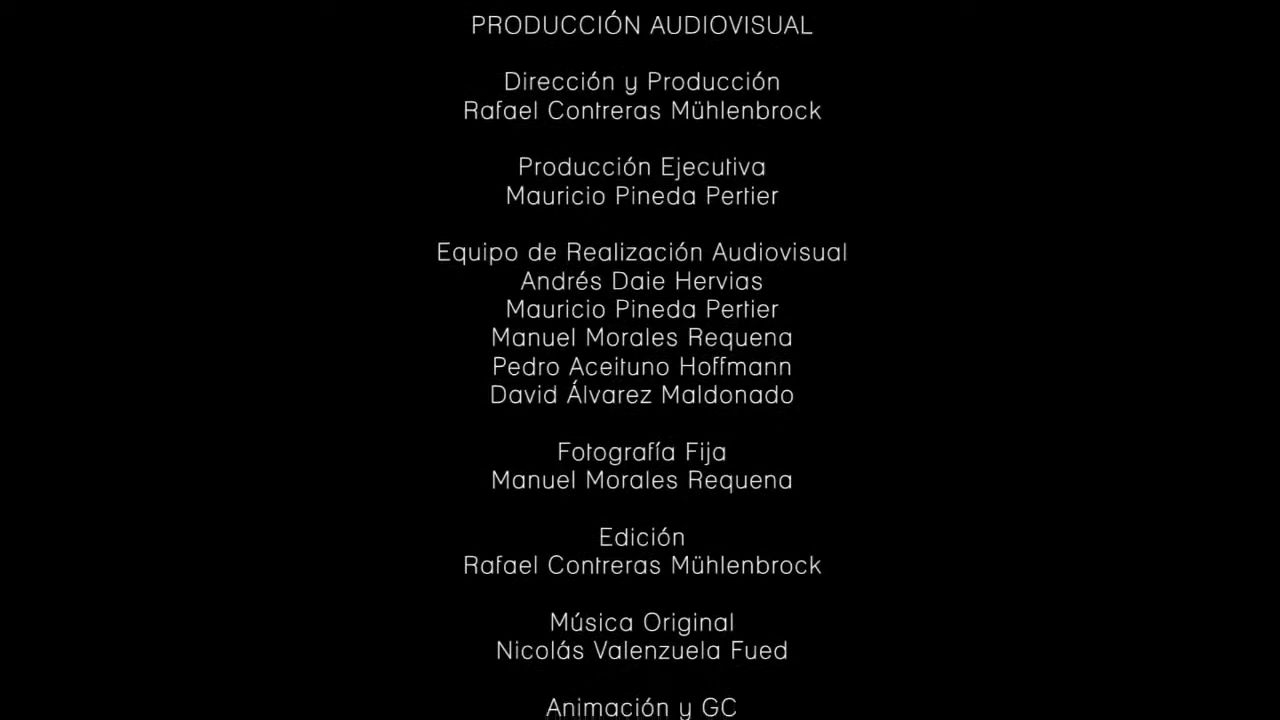 PRODUCCIÓN AUDIOVISUAL
Dirección y Producción
Rafael Contreras Mühlenbrock
Producción Ejecutiva
Mauricio Pineda Pertier
Equipo de Realización Audiovisual
Andrés Daie Hervias
Mauricio Pineda Pertier
Manuel Morales Requena
Pedro Aceituno Hoffmann
David Álvarez Maldonado
Fotografía Fija
Manuel Morales Requena
Edición
Rafael Contreras Mühlenbrock
Música Original
Nicolás Valenzuela Fued
Animación y GC